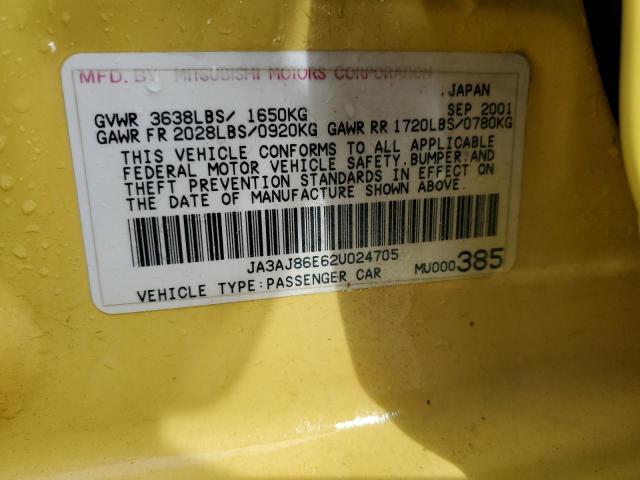 MFD. BY MITSUBISHI MOTORS CORPORATION
, JAPAN
GVWR 3638LBS/ 1650KG SEP 2001
GAWR FR 2028LBS/0920KG GAWR RR 1720LBS/0780KG
THIS VEHICLE CONFORMS TO ALL APPLICABLE
FEDERAL MOTOR VEHICLE SAFETY,BUMPER,AND
THEFT PREVENTION STANDARDS IN EFFECT ON
THE DATE OF MANUFACTURE SHOWN ABOVE.
JA3AJ86E62U024705
VEHICLE TYPE:PASSENGER CAR MU000385